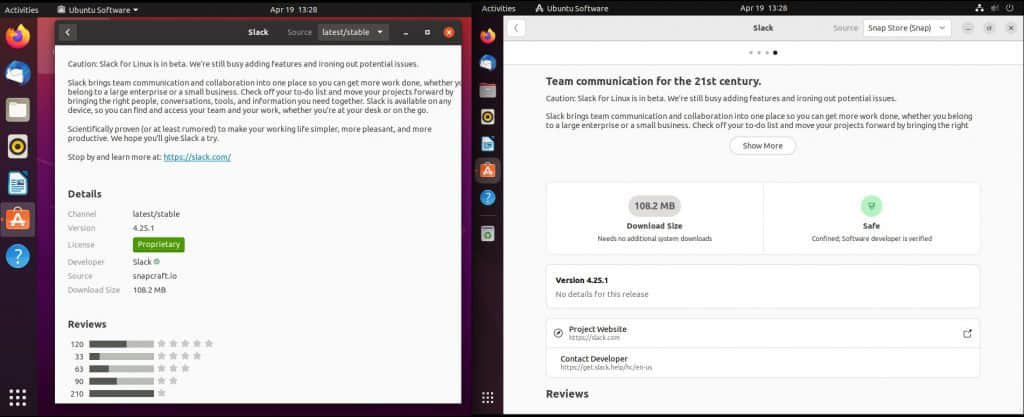 Activities
Ubuntu Software
Apr 19 13:28
Slack
Source
latest/stable
Caution: Slack for Linux is in beta. We're still busy adding features and ironing out potential issues.
Slack brings team communication and collaboration into one place so you can get more work done, whether yo
belong to a large enterprise or a small business. Check off your to-do list and move your projects forward by
bringing the right people, conversations, tools, and information you need together. Slack is available on any
device, so you can find and access your team and your work, whether you're at your desk or on the go.
Scientifically proven (or at least rumored) to make your working life simpler, more pleasant, and more
productive. We hope you'll give Slack a try.
Stop by and learn more at: https://slack.com/
Details
Channel latest/stable
Version 4.25.1
License Proprietary
Developer Slack
Source snapcraft.io
Download Size 108.2 MB
Reviews
120
33
63
90
210
Activities
Ubuntu Software
Apr 19 13:28
Slack
Source
Snap Store (Snap)
Team communication for the 21st century.
Caution: Slack for Linux is in beta. We're still busy adding features and ironing out potential issues.
Slack brings team communication and collaboration into one place so you can get more work done, whether you belong
to a large enterprise or a small business. Check off your to-do list and move your projects forward by bringing the right
Show More
108.2 MB
Download Size
Needs no additional system downloads
Safe
Confined; Software developer is verified
Version 4.25.1
No details for this release
Project Website
https://slack.com
Contact Developer
https://get.slack.help/hc/en-us
Reviews